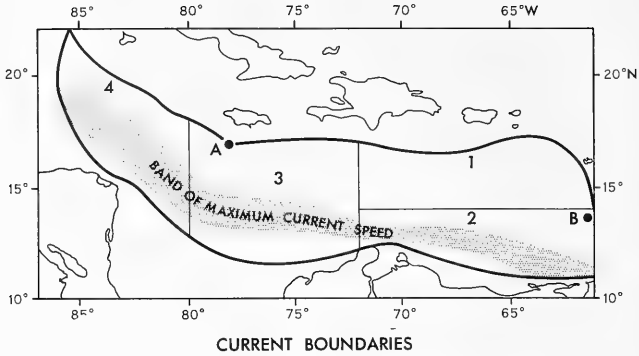 85° 80° 75° 70° 65°W
20° 20°N
4
A
1
3
BAND OF MAXIMUM CURRENT SPEED
15° 15°
2
B
10° 10°
85° 80° 75° 70° 65°
CURRENT BOUNDARIES